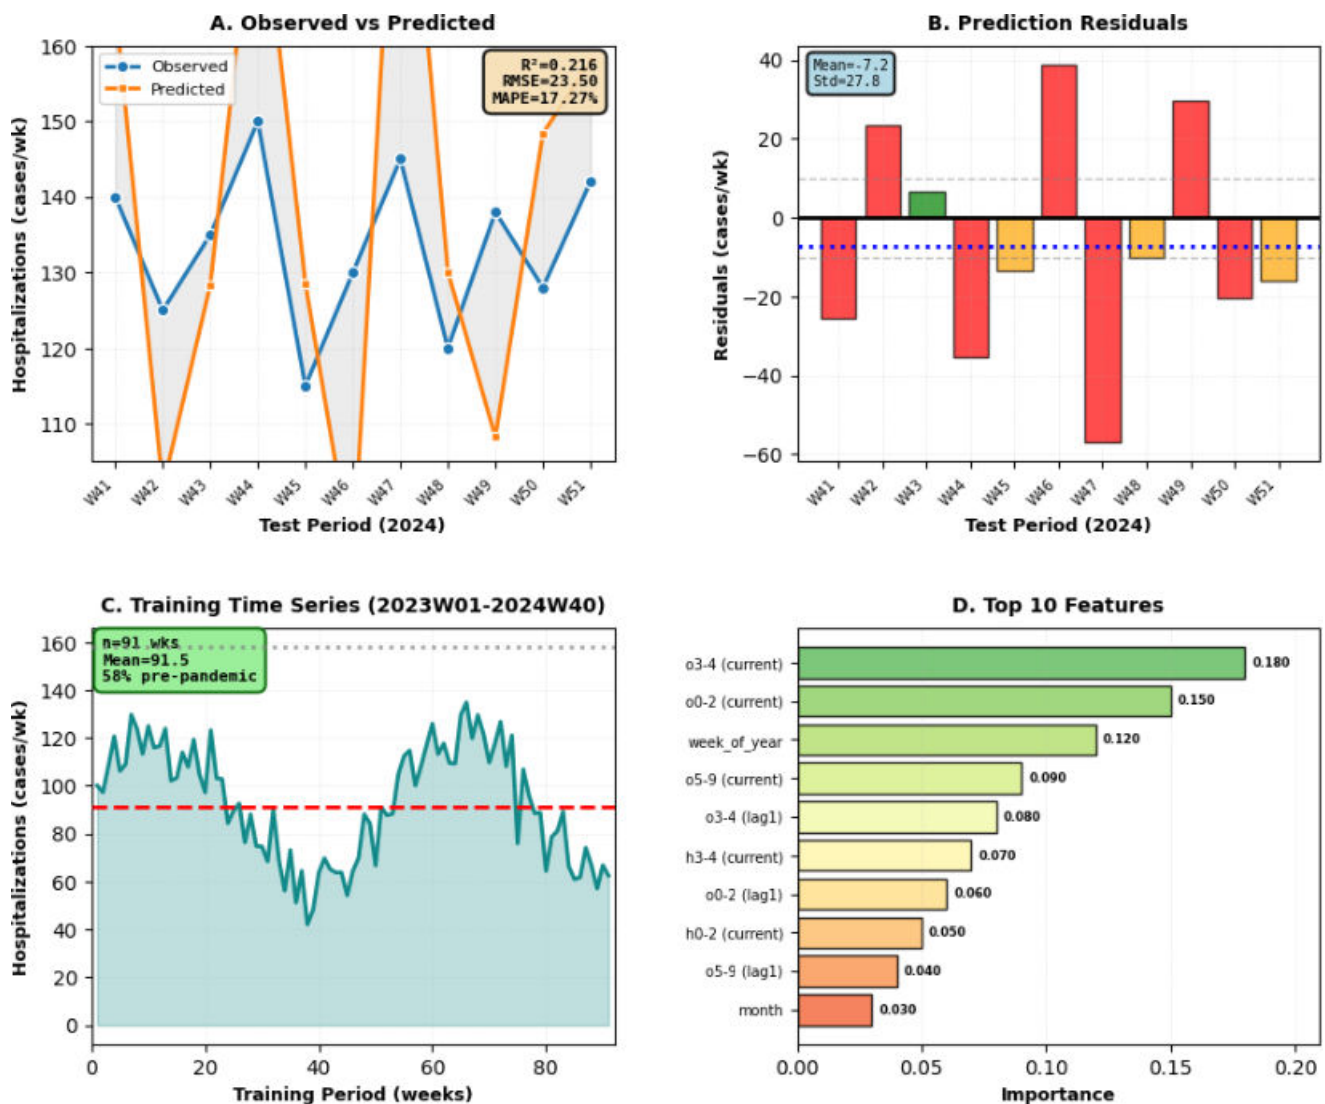 A. Observed vs Predicted
160
150
140
130
120
110
Hospitalizations (cases/wk)
Observed
Predicted
R²=0.216
RMSE=23.50
MAPE=17.27%
W41
W42
W43
W44
W45
W46
W47
W48
W49
W50
W51
Test Period (2024)
B. Prediction Residuals
40
20
0
−20
−40
−60
Residuals (cases/wk)
Mean=-7.2
Std=27.8
W41
W42
W43
W44
W45
W46
W47
W48
W49
W50
W51
Test Period (2024)
C. Training Time Series (2023W01-2024W40)
160
140
120
100
80
60
40
20
0
Hospitalizations (cases/wk)
n=91 wks
Mean=91.5
58% pre-pandemic
0 20 40 60 80
Training Period (weeks)
D. Top 10 Features
o3-4 (current) 0.180
o0-2 (current) 0.150
week_of_year 0.120
o5-9 (current) 0.090
o3-4 (lag1) 0.080
h3-4 (current) 0.070
o0-2 (lag1) 0.060
h0-2 (current) 0.050
o5-9 (lag1) 0.040
month 0.030
0.00 0.05 0.10 0.15 0.20
Importance